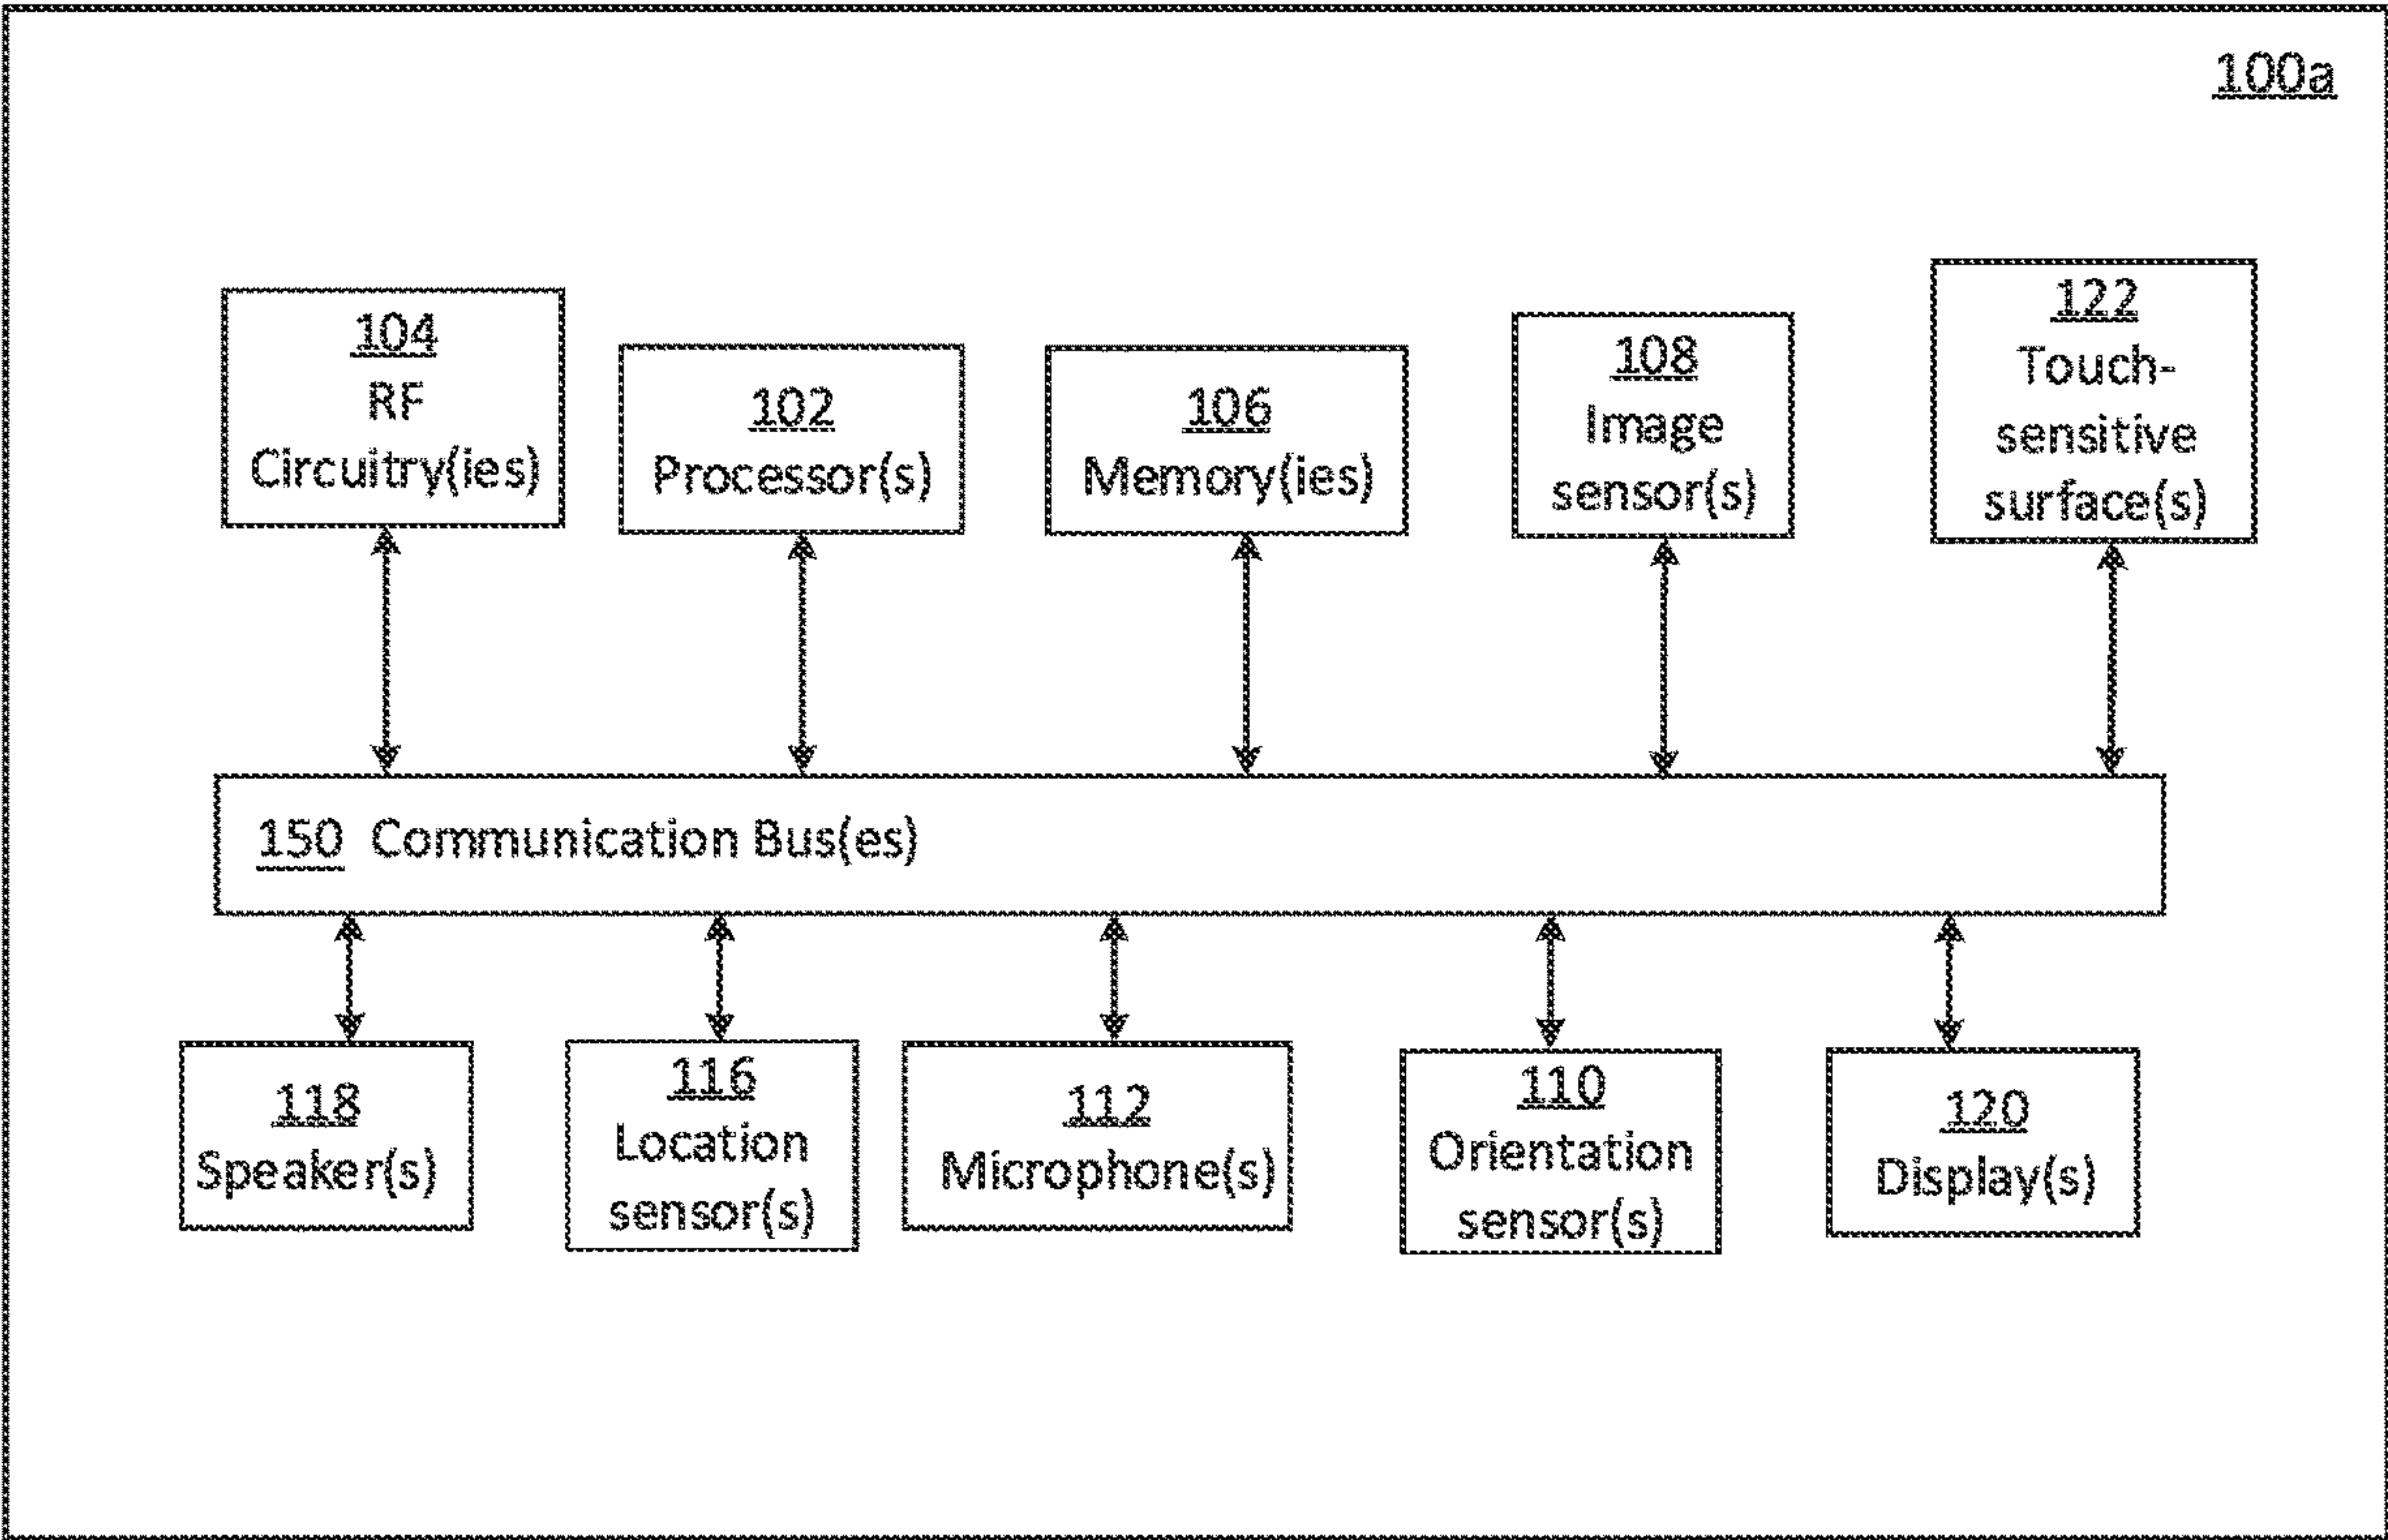 100a
104
RF
Circuitry(ies)
102
Processor(s)
106
Memory(ies)
108
Image
sensor(s)
122
Touch-
sensitive
surface(s)
150 Communication Bus(es)
118
Speaker(s)
116
Location
sensor(s)
112
Microphone(s)
110
Orientation
sensor(s)
120
Display(s)